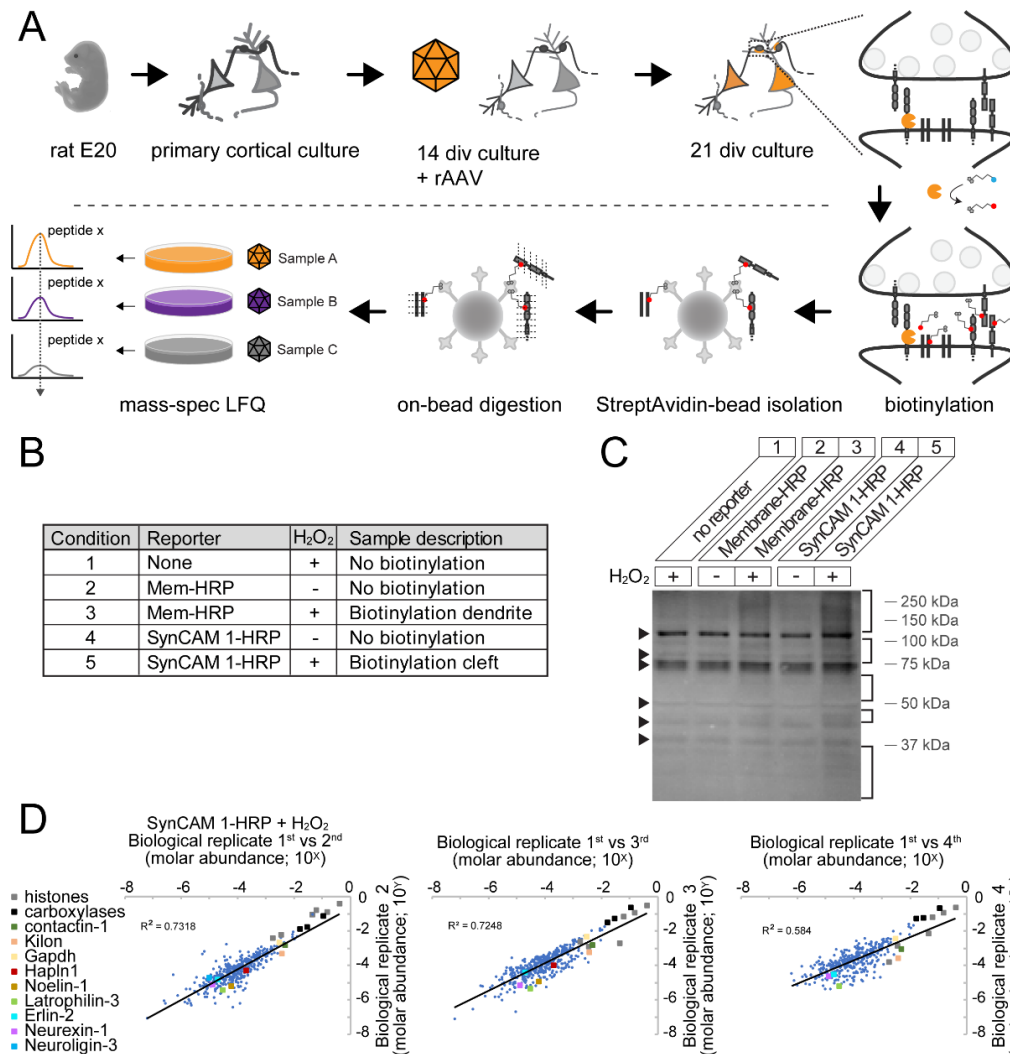 A
rat E20
primary cortical culture
14 div culture
+ rAAV
21 div culture
peptide x
Sample A
peptide x
Sample B
peptide x
Sample C
mass-spec LFQ
on-bead digestion
StreptAvidin-bead isolation
biotinylation
B
Condition Reporter H₂O₂ Sample description
1 None + No biotinylation
2 Mem-HRP - No biotinylation
3 Mem-HRP + Biotinylation dendrite
4 SynCAM 1-HRP - No biotinylation
5 SynCAM 1-HRP + Biotinylation cleft
C
1 2 3 4 5
no reporter
Membrane-HRP
Membrane-HRP
SynCAM 1-HRP
SynCAM 1-HRP
H₂O₂ + - + - +
250 kDa
150 kDa
100 kDa
75 kDa
50 kDa
37 kDa
D
SynCAM 1-HRP + H₂O₂
Biological replicate 1st vs 2nd
(molar abundance; 10ˣ)
-8 -6 -4 -2 0
R² = 0.7318
0
-2
-4
-6
-8
Biological replicate 2
(molar abundance; 10ʸ)
Biological replicate 1st vs 3rd
(molar abundance; 10ˣ)
-8 -6 -4 -2 0
R² = 0.7248
0
-2
-4
-6
-8
Biological replicate 3
(molar abundance; 10ʸ)
Biological replicate 1st vs 4th
(molar abundance; 10ˣ)
-8 -6 -4 -2 0
R² = 0.584
0
-2
-4
-6
-8
Biological replicate 4
(molar abundance; 10ʸ)
histones
carboxylases
contactin-1
Kilon
Gapdh
Hapln1
Noelin-1
Latrophilin-3
Erlin-2
Neurexin-1
Neuroligin-3